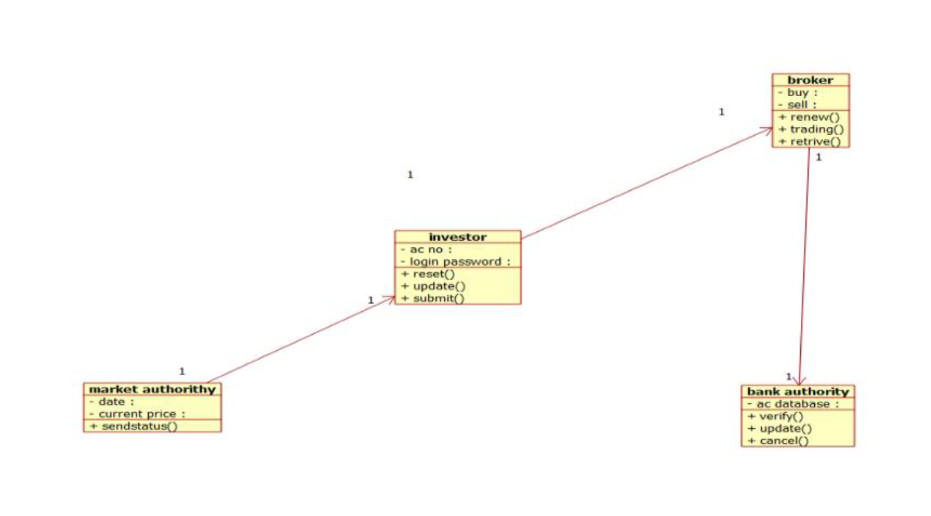 broker
- buy :
- sell :
+ renew()
+ trading()
+ retrive()
1
1
1
investor
- ac no :
- login password :
+ reset()
+ update()
+ submit()
1
1
market authorithy
- date :
- current price :
+ sendstatus()
1
bank authority
- ac database :
+ verify()
+ update()
+ cancel()